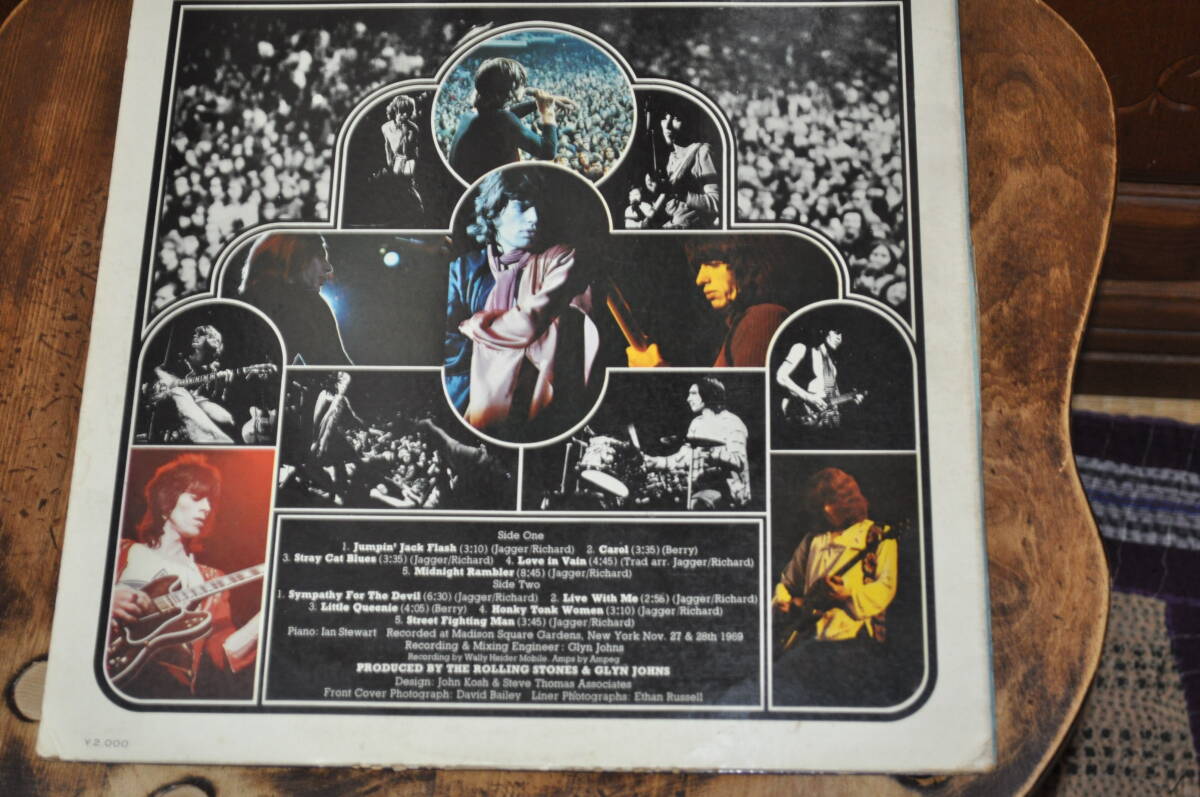 Side One
1. Jumpin' Jack Flash (3:10) (Jagger/Richard) 2. Carol (3:35) (Berry)
3. Stray Cat Blues (3:35) (Jagger/Richard) 4. Love in Vain (4:45) (Trad arr. Jagger/Richard)
5. Midnight Rambler (8:45) (Jagger/Richard)
Side Two
1. Sympathy For The Devil (6:30) (Jagger/Richard) 2. Live With Me (2:56) (Jagger/Richard)
3. Little Queenie (4:05) (Berry) 4. Honky Tonk Women (3:10) (Jagger/Richard)
5. Street Fighting Man (3:45) (Jagger/Richard)
Piano: Ian Stewart Recorded at Madison Square Gardens, New York Nov. 27 & 28th 1969
Recording & Mixing Engineer: Glyn Johns
Recording by Wally Heider Mobile. Amps by Ampeg
PRODUCED BY THE ROLLING STONES & GLYN JOHNS
Design: John Kosh & Steve Thomas Associates
Front Cover Photograph: David Bailey Liner Photographs: Ethan Russell
¥2,000